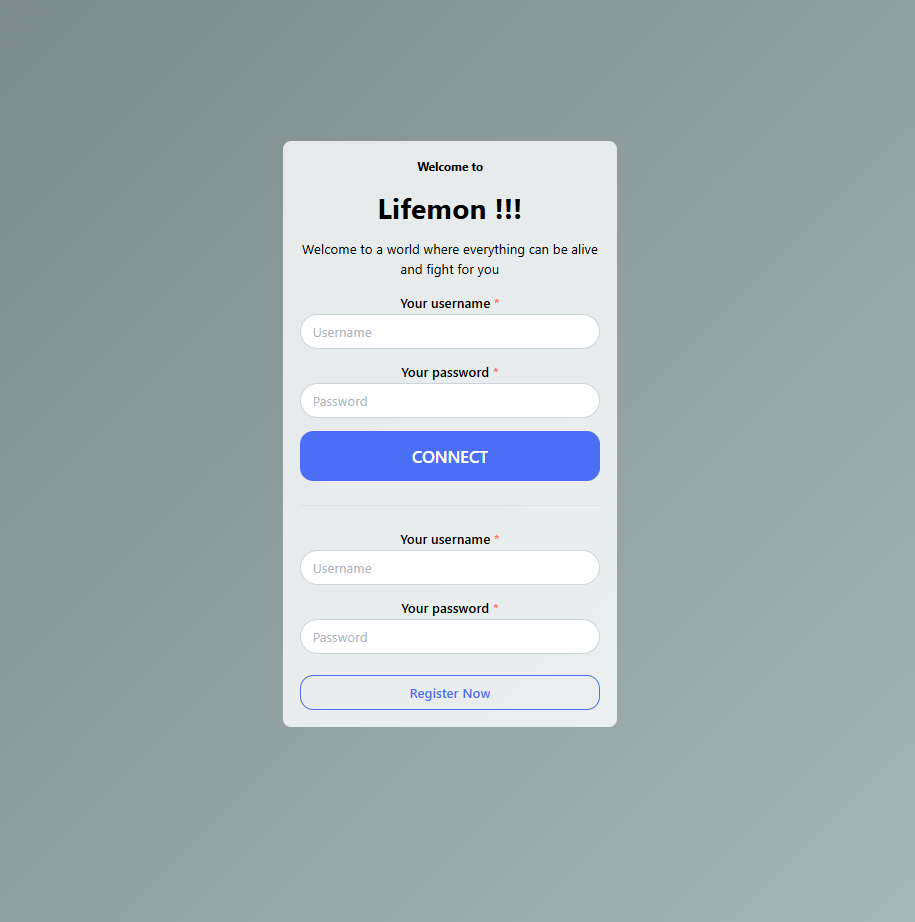 Welcome to
Lifemon !!!
Welcome to a world where everything can be alive
and fight for you
Your username *
Username
Your password *
Password
CONNECT
Your username *
Username
Your password *
Password
Register Now